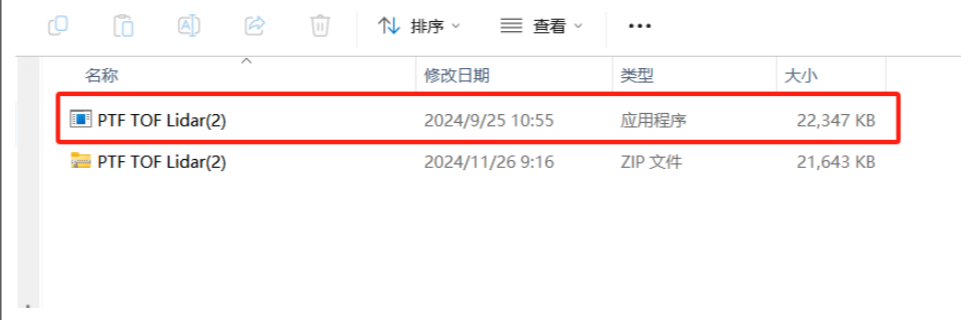 排序 查看
名称 修改日期 类型 大小
PTF TOF Lidar(2) 2024/9/25 10:55 应用程序 22,347 KB
PTF TOF Lidar(2) 2024/11/26 9:16 ZIP 文件 21,643 KB